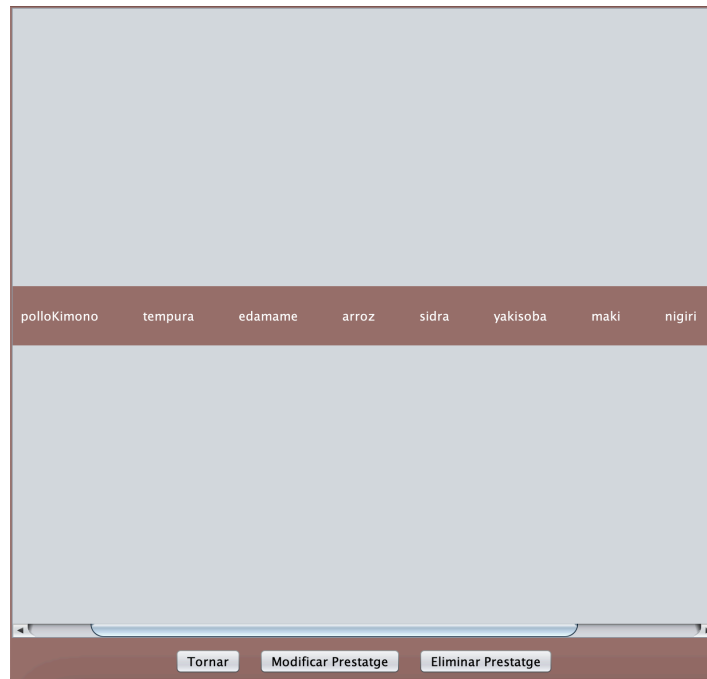 polloKimono tempura edamame arroz sidra yakisoba maki nigiri
Tornar Modificar Prestatge Eliminar Prestatge